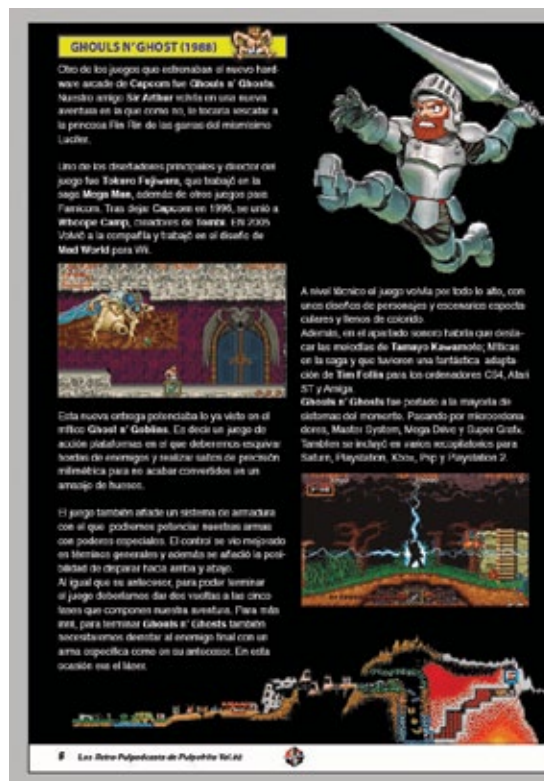 GHOULS N' GHOST (1988)
Otro de los juegos que estrenaban el nuevo hard-
ware arcade de Capcom fue Ghouls n' Ghosts.
Nuestro amigo Sir Arthur volvía en una nueva
aventura en la que como no, le tocaría rescatar a
la princesa Rin Rin de las garras del mismísimo
Lucifer.
Uno de los diseñadores principales y director del
juego fue Tokuro Fujiwara, que trabajó en la
saga Mega Man, además de otros juegos para
Famicom. Tras dejar Capcom en 1996, se unió a
Whoope Camp, creadores de Tombi. EN 2005
Volvió a la compañía y trabajó en el diseño de
Mad World para Wii.
Esta nueva entrega potenciaba lo ya visto en el
mítico Ghost n' Goblins. Es decir un juego de
acción plataformas en el que deberemos esquivar
hordas de enemigos y realizar saltos de precisión
milimétrica para no acabar convertidos en un
amasijo de huesos.
El juego también añade un sistema de armadura
con el que podremos potenciar nuestras armas
con poderes especiales. El control se vio mejorado
en términos generales y además se añadió la posi-
bilidad de disparar hacia arriba y abajo.
Al igual que su antecesor, para poder terminar
el juego deberíamos dar dos vueltas a las cinco
fases que componen nuestra aventura. Para más
inri, para terminar Ghouls n' Ghosts también
necesitaremos derrotar al enemigo final con un
arma específica como en su antecesor. En esta
ocasión era el láser.
A nivel técnico el juego volvía por todo lo alto, con
unos diseños de personajes y escenarios especta
culares y llenos de colorido.
Además, en el apartado sonoro habría que desta-
car las melodías de Tamayo Kawamoto; Míticas
en la saga y que tuvieron una fantástica adapta-
ción de Tim Follin para los ordenadores C64, Atari
ST y Amiga.
Ghouls n' Ghosts fue portado a la mayoría de
sistemas del momento. Pasando por microordena-
dores, Master System, Mega Drive y Super Grafx.
Tambien se incluyó en varios recopilatorios para
Saturn, Playstation, Xbox, Psp y Playstation 2.
6 Los Retro Pulpodcasts de Pulpofrito Vol.02